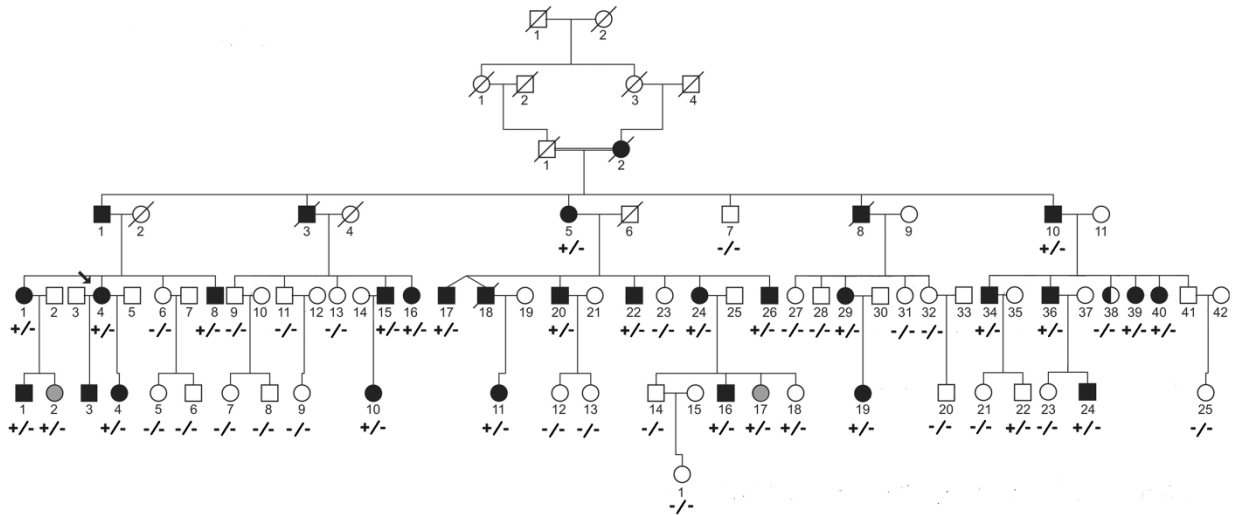 1 2
1 2 3 4
1 2
1 2 3 4 5 6 7 8 9 10 11
+/- -/- +/-
1 2 3 4 5 6 7 8 9 10 11 12 13 14 15 16 17 18 19 20 21 22 23 24 25 26 27 28 29 30 31 32 33 34 35 36 37 38 39 40 41 42
+/- +/- -/- +/- -/- -/- -/- +/- +/- +/- +/- +/- -/- +/- +/- -/- -/- +/- -/- -/- +/- +/- -/- +/- +/-
1 2 3 4 5 6 7 8 9 10 11 12 13 14 15 16 17 18 19 20 21 22 23 24 25
+/- +/- +/- -/- -/- -/- -/- -/- +/- +/- -/- -/- -/- +/- +/- +/- +/- -/- -/- +/- -/- +/- -/-
1
-/-